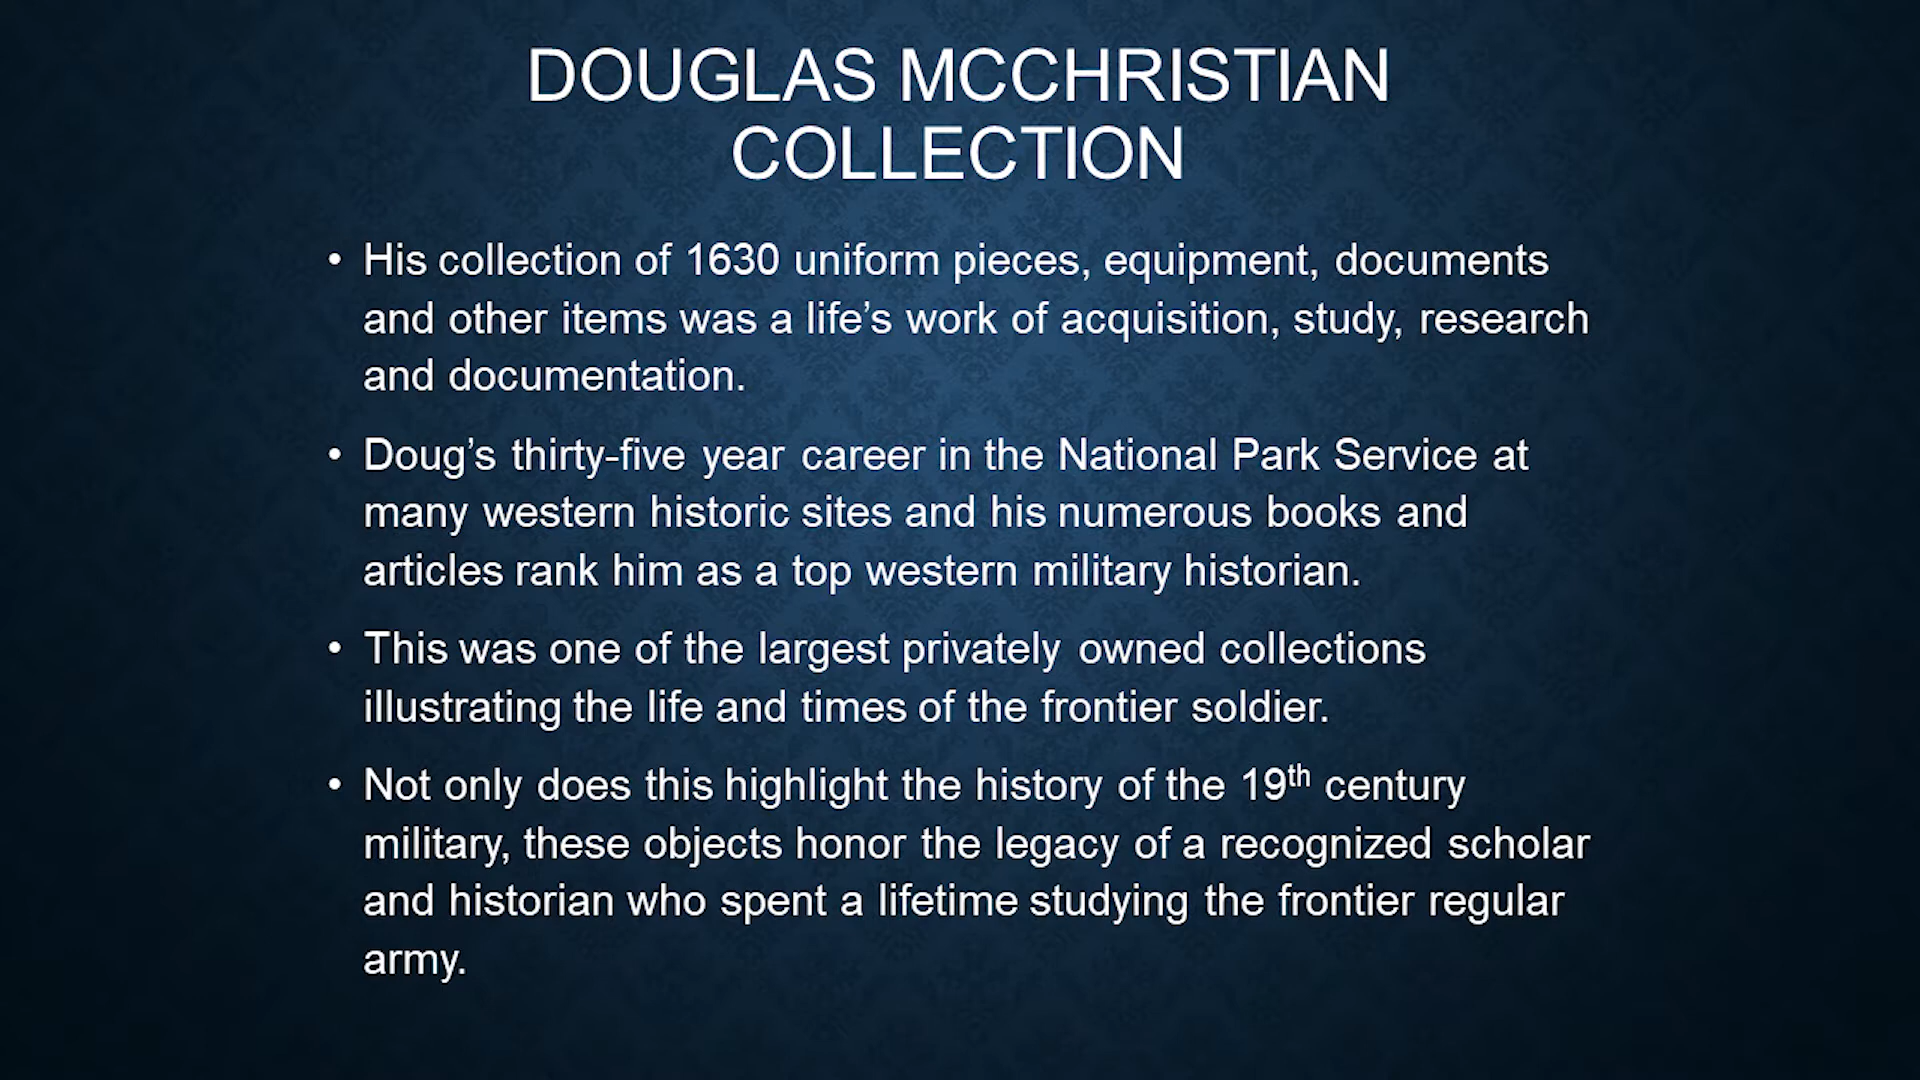 DOUGLAS MCCHRISTIAN
COLLECTION
• His collection of 1630 uniform pieces, equipment, documents
and other items was a life’s work of acquisition, study, research
and documentation.
• Doug’s thirty-five year career in the National Park Service at
many western historic sites and his numerous books and
articles rank him as a top western military historian.
• This was one of the largest privately owned collections
illustrating the life and times of the frontier soldier.
• Not only does this highlight the history of the 19th century
military, these objects honor the legacy of a recognized scholar
and historian who spent a lifetime studying the frontier regular
army.